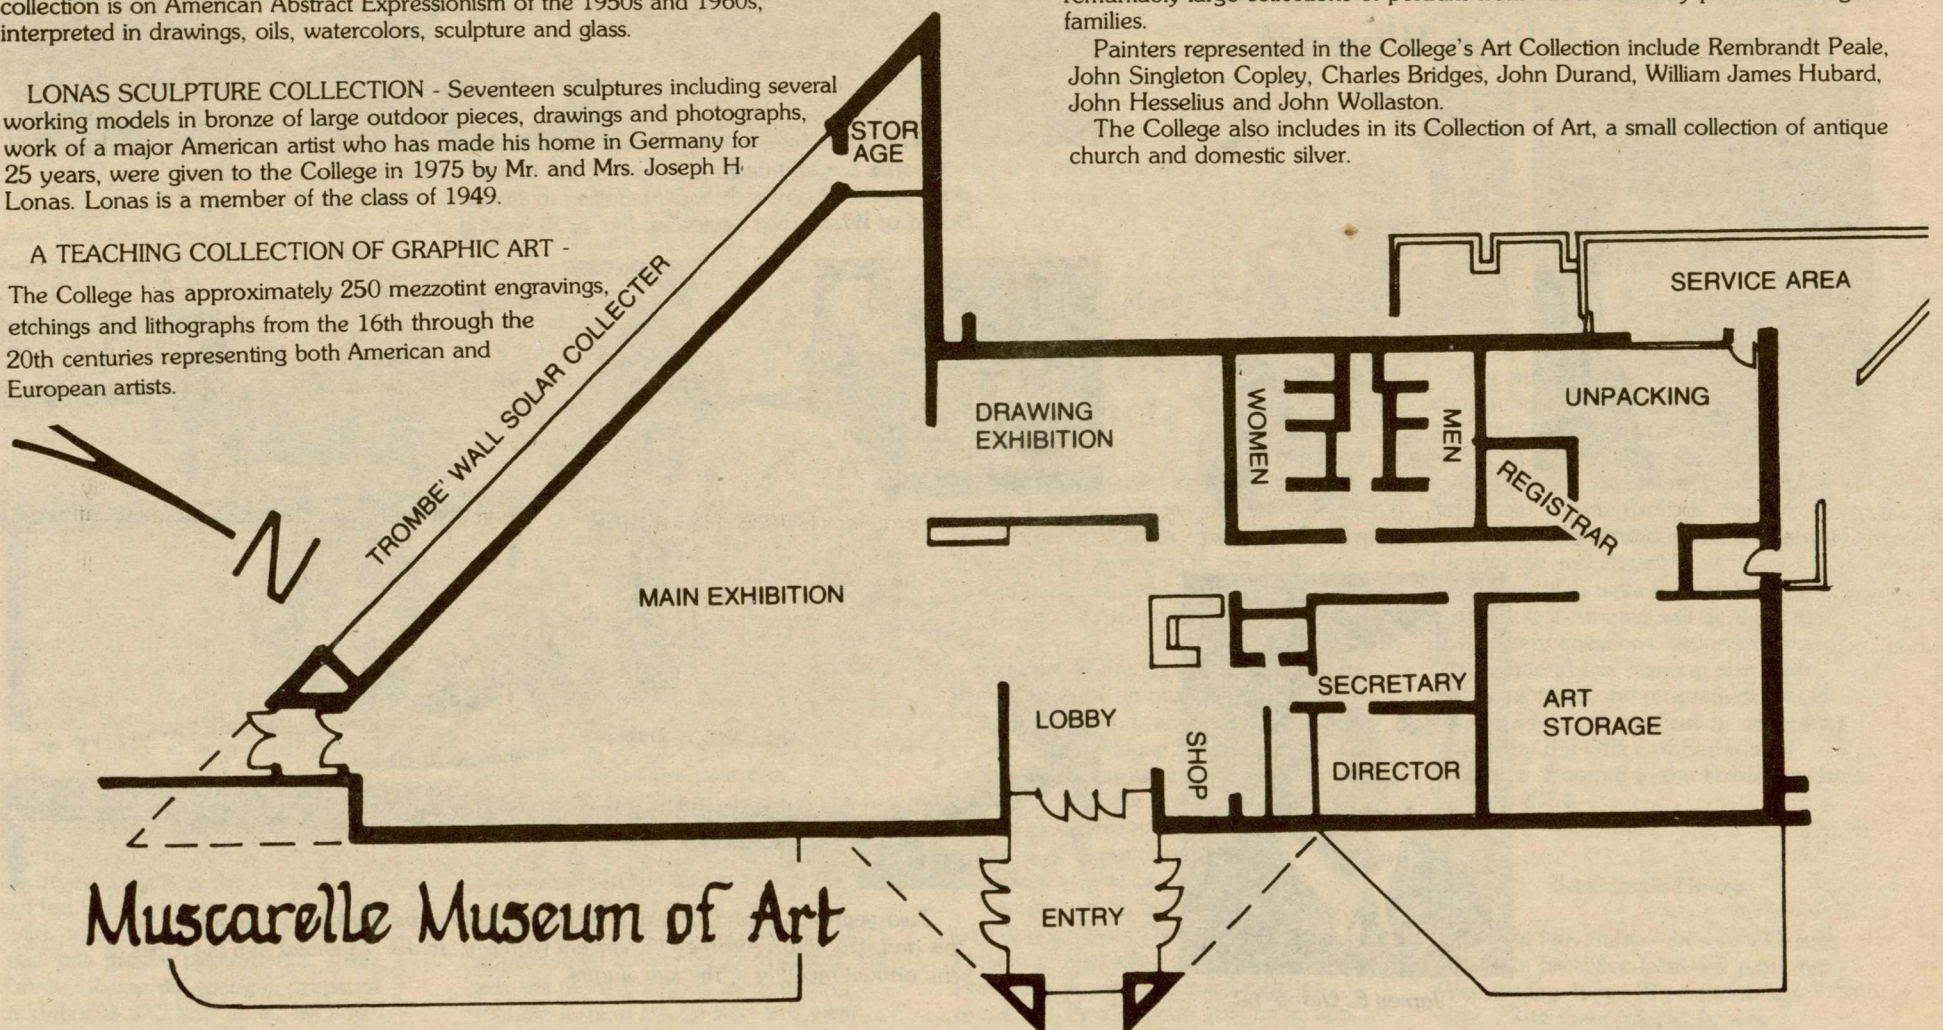 collection is on American Abstract Expressionism of the 1950s and 1960s,
interpreted in drawings, oils, watercolors, sculpture and glass.
LONAS SCULPTURE COLLECTION - Seventeen sculptures including several
working models in bronze of large outdoor pieces, drawings and photographs,
work of a major American artist who has made his home in Germany for
25 years, were given to the College in 1975 by Mr. and Mrs. Joseph H.
Lonas. Lonas is a member of the class of 1949.
A TEACHING COLLECTION OF GRAPHIC ART -
The College has approximately 250 mezzotint engravings,
etchings and lithographs from the 16th through the
20th centuries representing both American and
European artists.
families.
Painters represented in the College's Art Collection include Rembrandt Peale,
John Singleton Copley, Charles Bridges, John Durand, William James Hubard,
John Hesselius and John Wollaston.
The College also includes in its Collection of Art, a small collection of antique
church and domestic silver.
STOR
AGE
TROMBE' WALL SOLAR COLLECTER
N
SERVICE AREA
DRAWING
EXHIBITION
WOMEN
MEN
UNPACKING
REGISTRAR
MAIN EXHIBITION
LOBBY
SHOP
SECRETARY
DIRECTOR
ART
STORAGE
ENTRY
Muscarelle Museum of Art